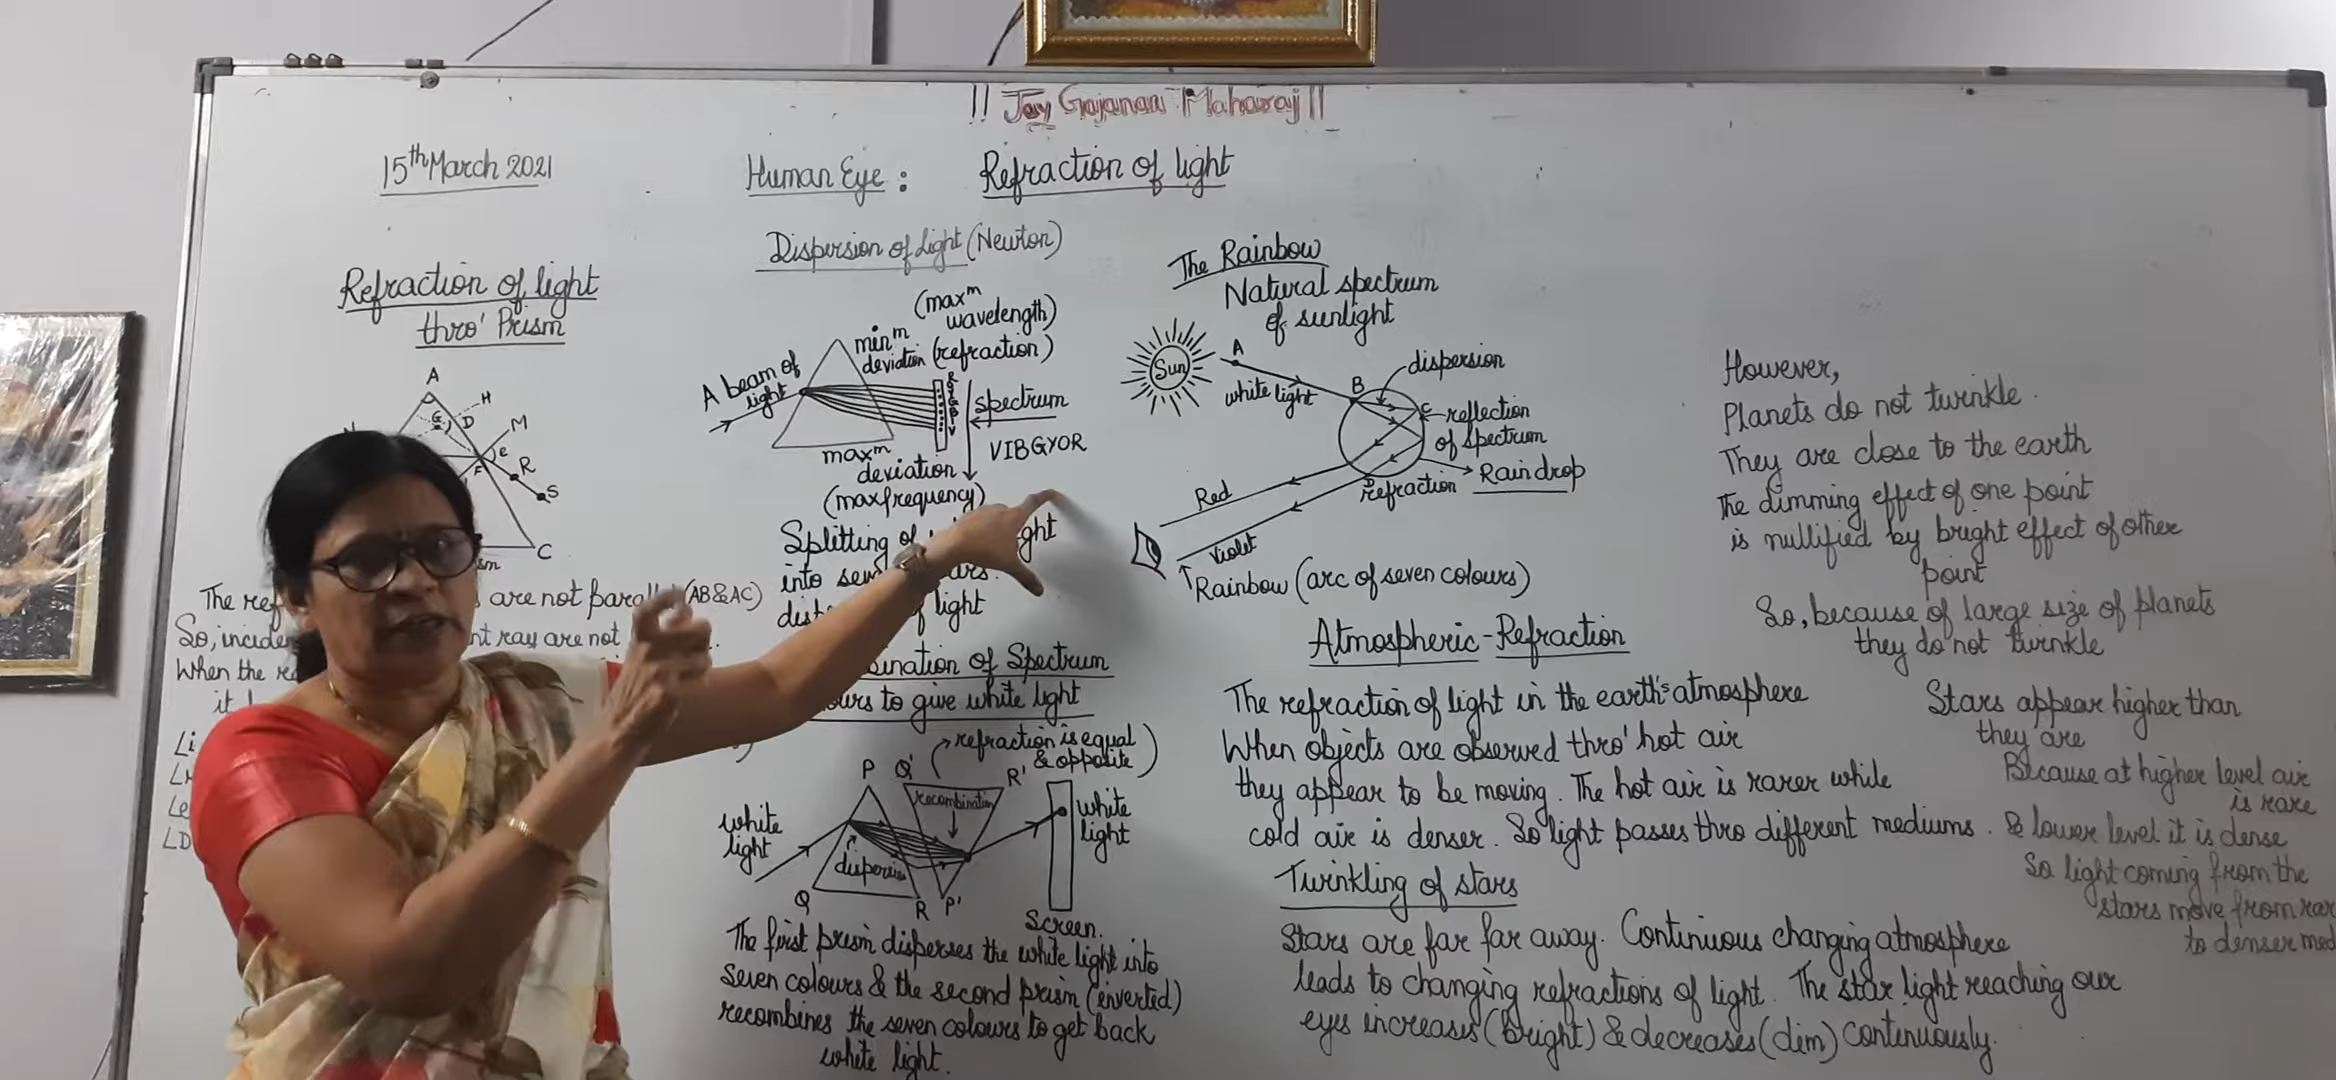 !! Jay Gajanan Maharaj !!
15th March 2021
Human Eye : Refraction of light
Refraction of light
thro' Prism
A
H
G
D
M
F
e
R
S
C
The are not parallel (AB&AC)
So, ray are not
When the
it
Dispersion of Light (Newton)
(maxm
wavelength)
minm
deviation (refraction)
A beam of
light
R
V
spectrum
VIBGYOR
maxm
deviation
(max frequency)
Splitting of
into
of light
of Spectrum
to give white light
refraction is equal
& opposite
P Q' R'
recombination
white
light
dispersion
white
light
Q R P'
Screen.
The first prism disperses the white light into
seven colours & the second prism (inverted)
recombines the seven colours to get back
white light.
The Rainbow
Natural spectrum
of sunlight
Sun
A
white light
B
dispersion
C
reflection
of spectrum
Rain drop
refraction
Red
Violet
Rainbow (arc of seven colours)
Atmospheric-Refraction
The refraction of light in the earth's atmosphere
When objects are observed thro' hot air
they appear to be moving. The hot air is rarer while
cold air is denser. So light passes thro different mediums.
Twinkling of stars
Stars are far far away. Continuous changing atmosphere
leads to changing refractions of light. The star light reaching our
eyes increases (bright) & decreases (dim) continuously.
However,
Planets do not twinkle.
They are close to the earth
The dimming effect of one point
is nullified by bright effect of other
point
So, because of large size of planets
they do not twinkle
Stars appear higher than
they are
Because at higher level air
is rare
& lower level it is dense
So light coming from the
stars move from rar
to denser med